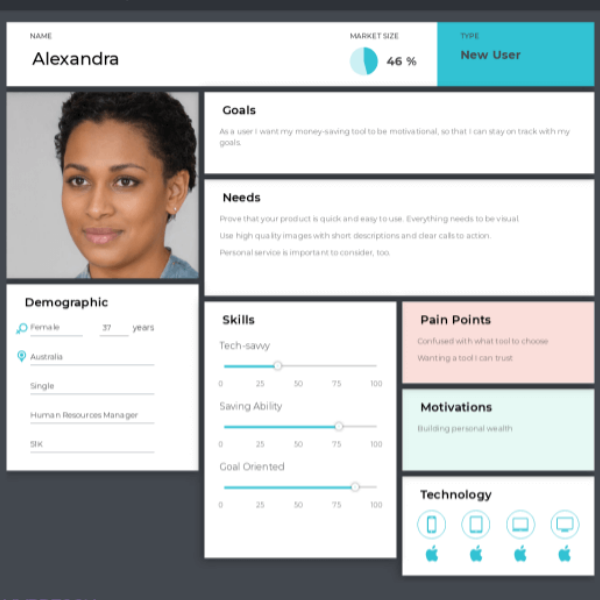 NAME
Alexandra
MARKET SIZE
46 %
TYPE
New User
Goals
As a user I want my money-saving tool to be motivational, so that I can stay on track with my
goals.
Needs
Prove that your product is quick and easy to use. Everything needs to be visual.
Use high quality images with short descriptions and clear calls to action.
Personal service is important to consider, too.
Demographic
Female 37 years
Australia
Single
Human Resources Manager
51K
Skills
Tech-savvy
0 25 50 75 100
Saving Ability
0 25 50 75 100
Goal Oriented
0 25 50 75 100
Pain Points
Confused with what tool to choose
Wanting a tool I can trust
Motivations
Building personal wealth
Technology